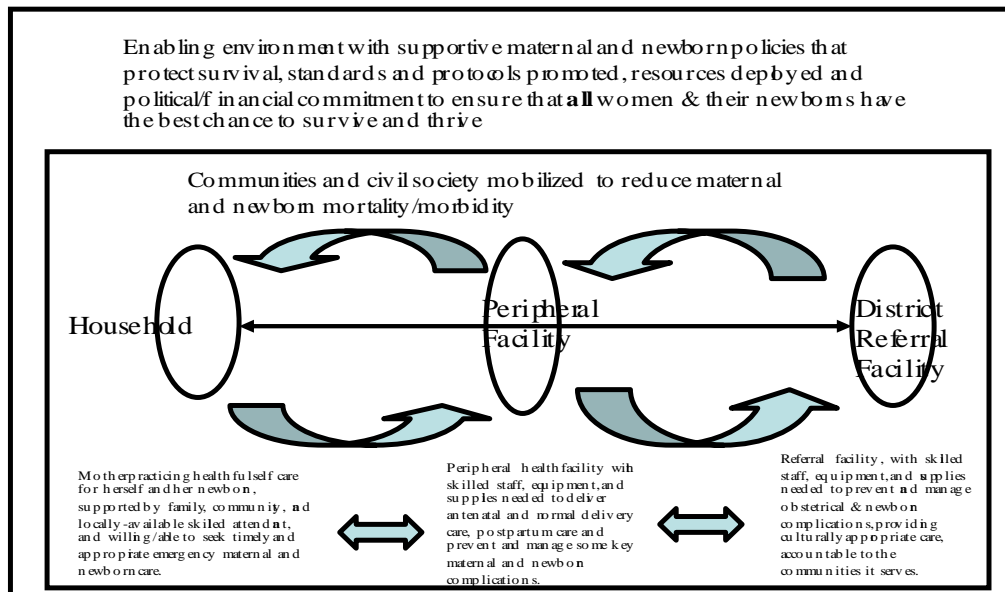 Enabling environment with supportive maternal and newborn policies that
protect survival, standards and protocols promoted, resources deployed and
political/financial commitment to ensure that all women & their newborns have
the best chance to survive and thrive
Communities and civil society mobilized to reduce maternal
and newborn mortality/morbidity
Household
Peripheral
Facility
District
Referral
Facility
Mother practicing healthful self care
for herself and her newborn,
supported by family, community, and
locally-available skilled attendant,
and willing/able to seek timely and
appropriate emergency maternal and
newborn care.
Peripheral health facility with
skilled staff, equipment, and
supplies needed to deliver
antenatal and normal delivery
care, postpartum care and
prevent and manage some key
maternal and newborn
complications.
Referral facility, with skilled
staff, equipment, and supplies
needed to prevent and manage
obstetrical & newborn
complications, providing
culturally appropriate care,
accountable to the
communities it serves.